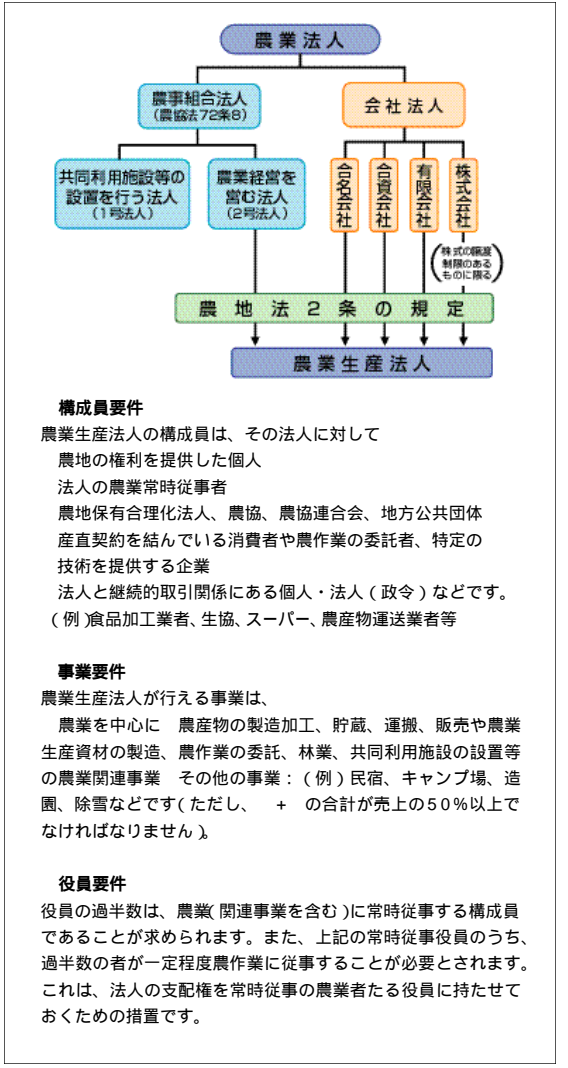 農業法人
農事組合法人
(農協法72条8)
会社法人
共同利用施設等の
設置を行う法人
(1号法人)
農業経営を
営む法人
(2号法人)
合名会社
合資会社
有限会社
株式会社
(株式の譲渡
制限のある
ものに限る)
農地法2条の規定
農業生産法人
構成員要件
農業生産法人の構成員は、その法人に対して
農地の権利を提供した個人
法人の農業常時従事者
農地保有合理化法人、農協、農協連合会、地方公共団体
産直契約を結んでいる消費者や農作業の委託者、特定の
技術を提供する企業
法人と継続的取引関係にある個人・法人(政令)などです。
(例)食品加工業者、生協、スーパー、農産物運送業者等
事業要件
農業生産法人が行える事業は、
農業を中心に 農産物の製造加工、貯蔵、運搬、販売や農業
生産資材の製造、農作業の委託、林業、共同利用施設の設置等
の農業関連事業 その他の事業:(例)民宿、キャンプ場、造
園、除雪などです(ただし、 + の合計が売上の50%以上で
なければなりません)。
役員要件
役員の過半数は、農業(関連事業を含む)に常時従事する構成員
であることが求められます。また、上記の常時従事役員のうち、
過半数の者が一定程度農作業に従事することが必要とされます。
これは、法人の支配権を常時従事の農業者たる役員に持たせて
おくための措置です。